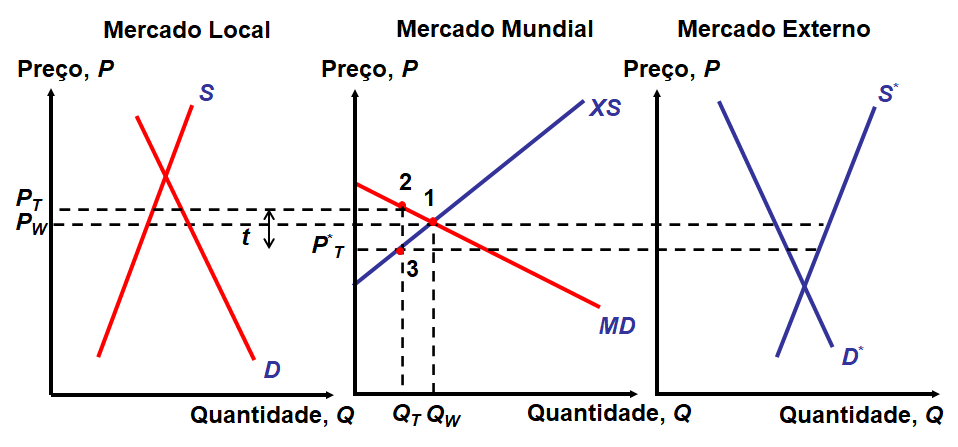 Mercado Local
Mercado Mundial
Mercado Externo
Preço, P
Preço, P
Preço, P
S
XS
S*
2
1
P_T
P_W
t
P*_T
3
MD
D
D*
Quantidade, Q
Q_T Q_W
Quantidade, Q
Quantidade, Q